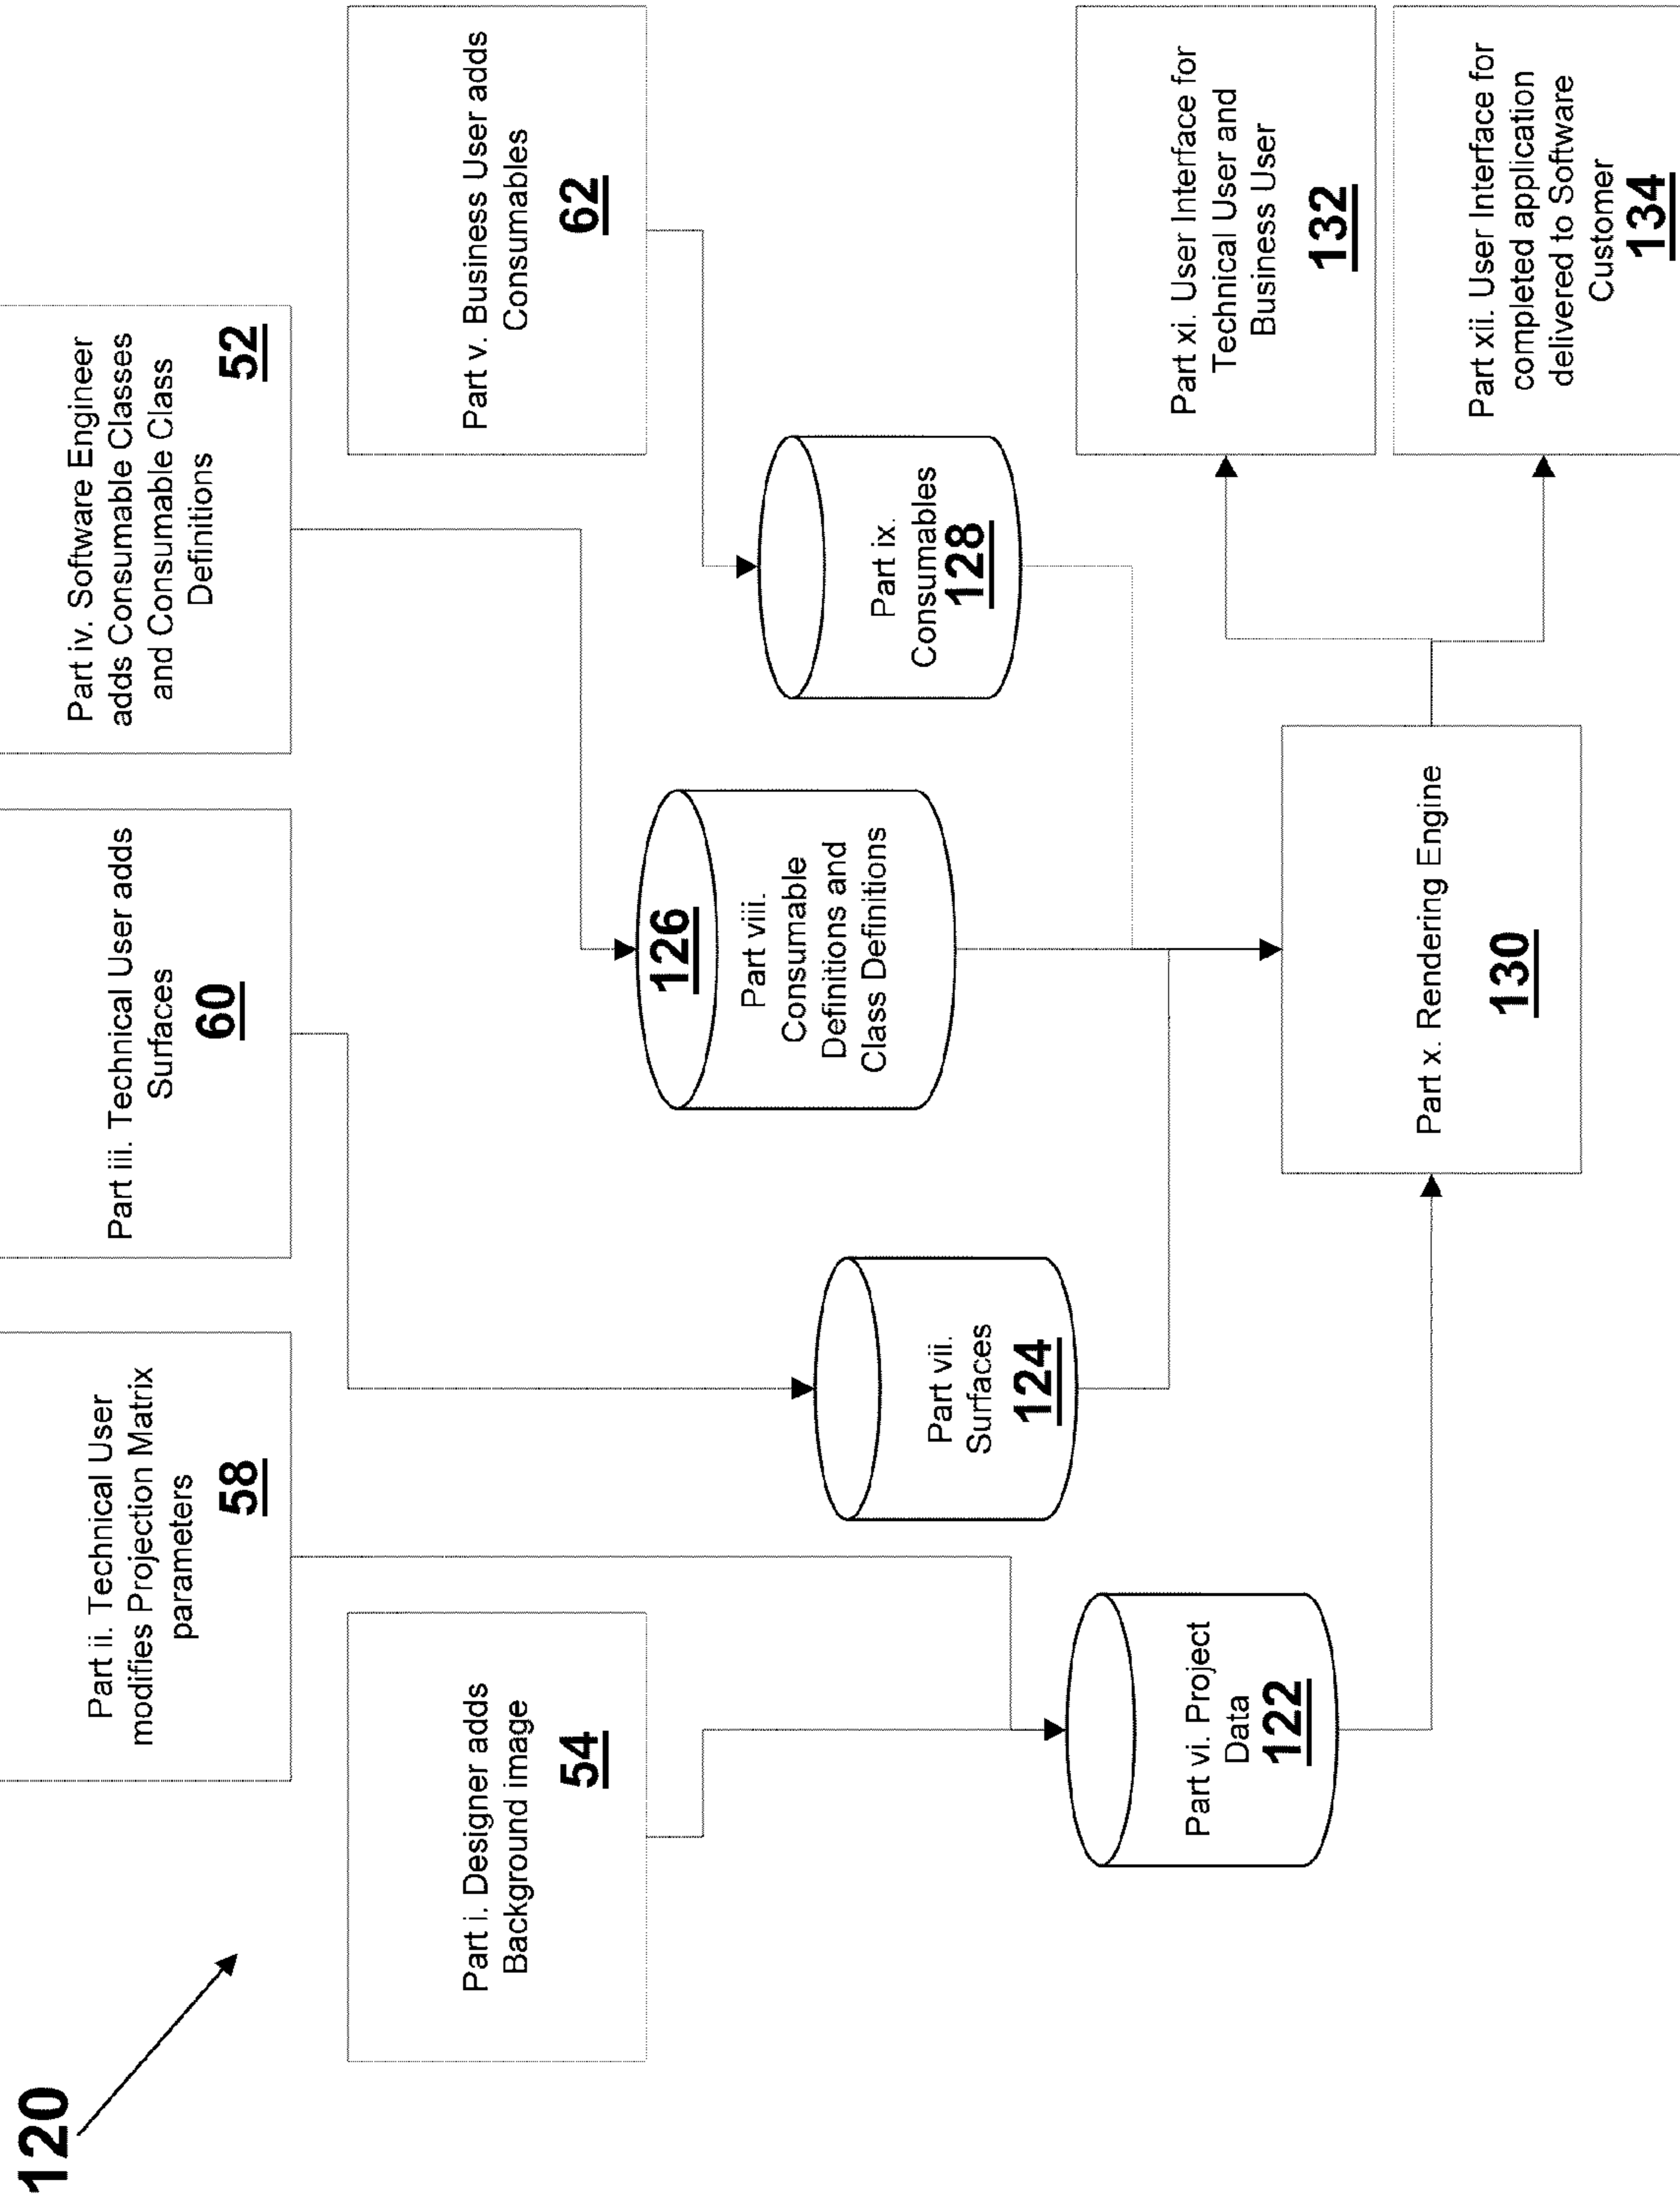 120
Part ii. Technical User
modifies Projection Matrix
parameters
58
Part iii. Technical User adds
Surfaces
60
Part iv. Software Engineer
adds Consumable Classes
and Consumable Class
Definitions
52
Part i. Designer adds
Background image
54
Part v. Business User adds
Consumables
62
126
Part viii.
Consumable
Definitions and
Class Definitions
Part ix.
Consumables
128
Part vii.
Surfaces
124
Part vi. Project
Data
122
Part x. Rendering Engine
130
Part xi. User Interface for
Technical User and
Business User
132
Part xii. User Interface for
completed application
delivered to Software
Customer
134